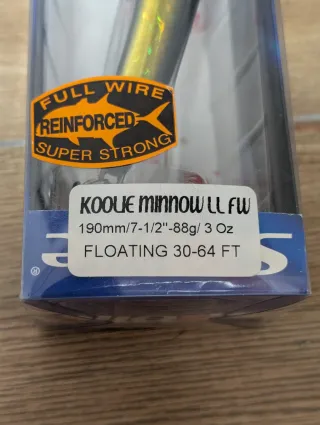 FULL WIRE
REINFORCED
SUPER STRONG
KOOLIE MINNOW LL FW
190mm/7-1/2"-88g/ 3 Oz
FLOATING 30-64 FT
®